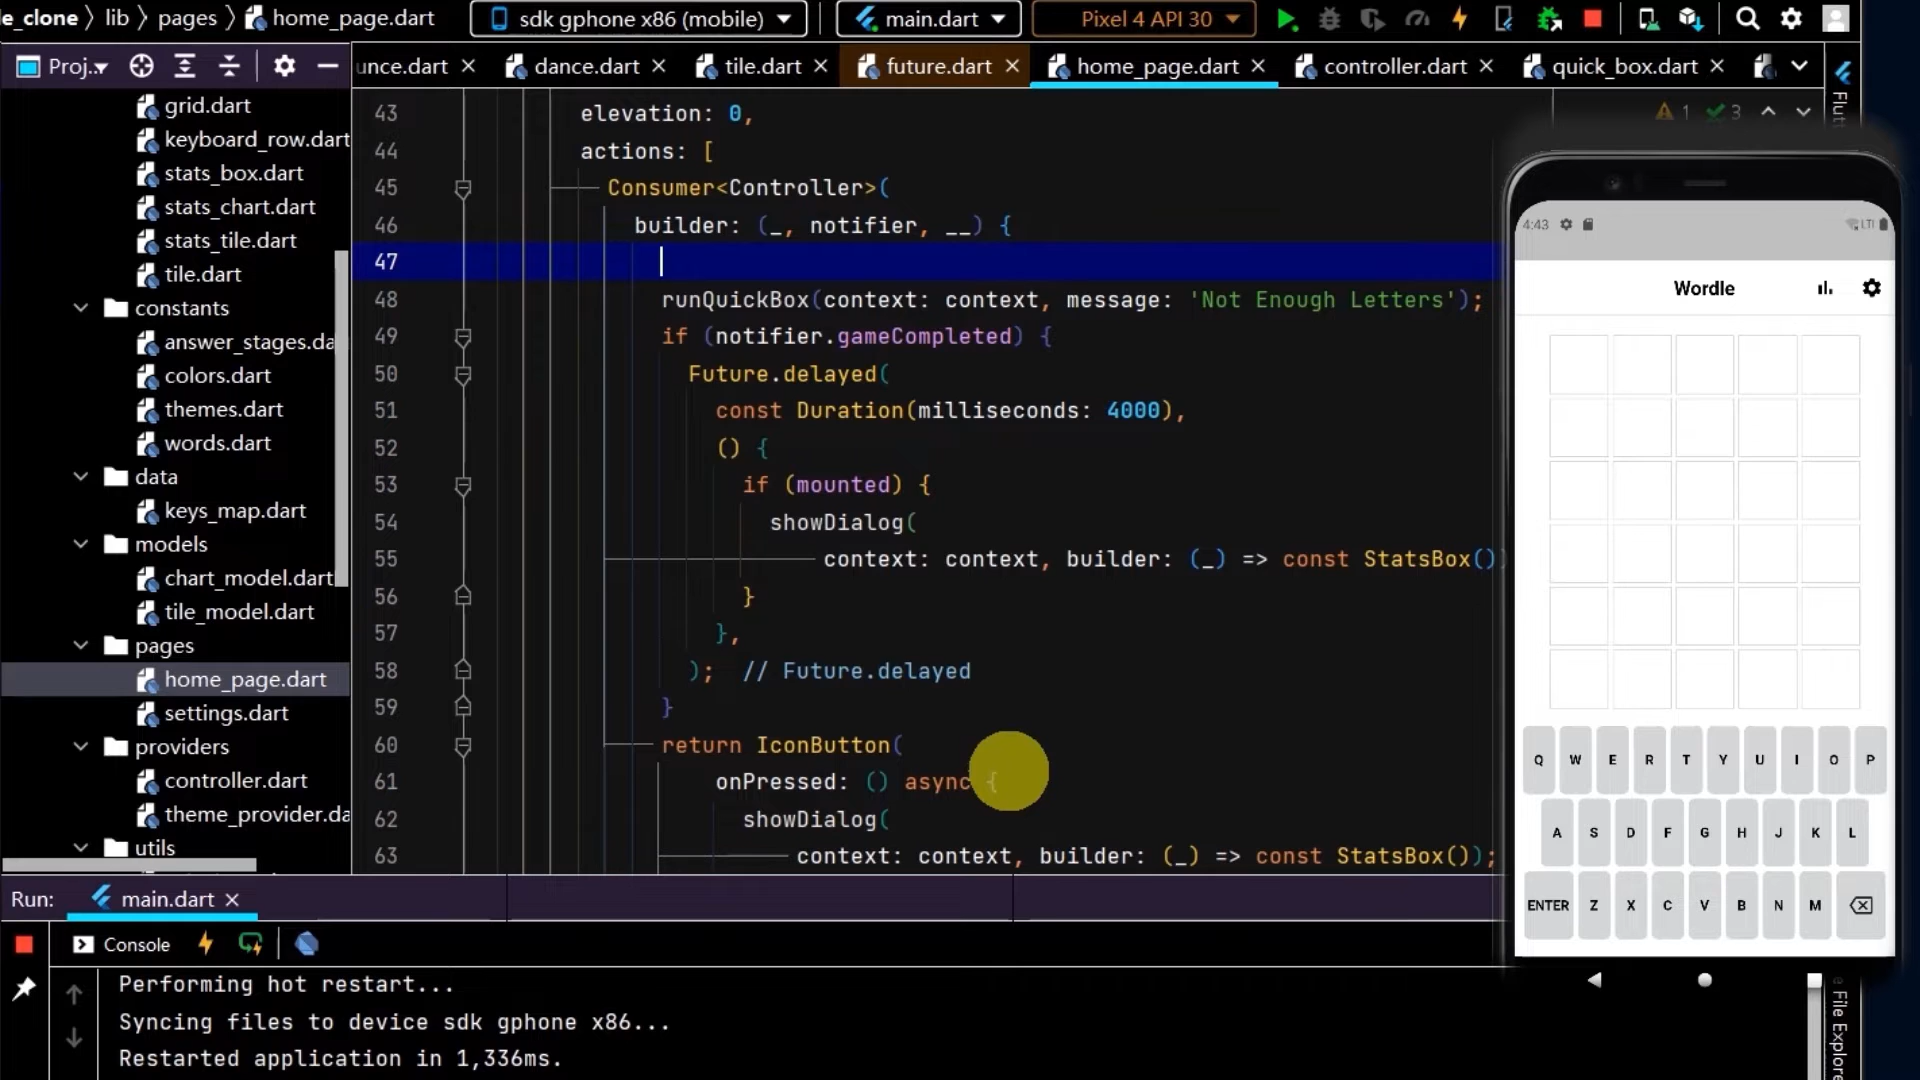 e_clone › lib › pages › home_page.dart
sdk gphone x86 (mobile)
main.dart
Pixel 4 API 30
Proj..
unce.dart
dance.dart
tile.dart
future.dart
home_page.dart
controller.dart
quick_box.dart
grid.dart
keyboard_row.dart
stats_box.dart
stats_chart.dart
stats_tile.dart
tile.dart
constants
answer_stages.da
colors.dart
themes.dart
words.dart
data
keys_map.dart
models
chart_model.dart
tile_model.dart
pages
home_page.dart
settings.dart
providers
controller.dart
theme_provider.da
utils
1 3
43 elevation: 0,
44 actions: [
45 Consumer<Controller>(
46 builder: (_, notifier, __) {
47
48 runQuickBox(context: context, message: 'Not Enough Letters');
49 if (notifier.gameCompleted) {
50 Future.delayed(
51 const Duration(milliseconds: 4000),
52 () {
53 if (mounted) {
54 showDialog(
55 context: context, builder: (_) => const StatsBox()
56 }
57 },
58 ); // Future.delayed
59 }
60 return IconButton(
61 onPressed: () async {
62 showDialog(
63 context: context, builder: (_) => const StatsBox());
Flutt
4:43
LTE
Wordle
Q W E R T Y U I O P
A S D F G H J K L
ENTER Z X C V B N M
Run: main.dart
Console
Performing hot restart...
Syncing files to device sdk gphone x86...
Restarted application in 1,336ms.
e File Explore